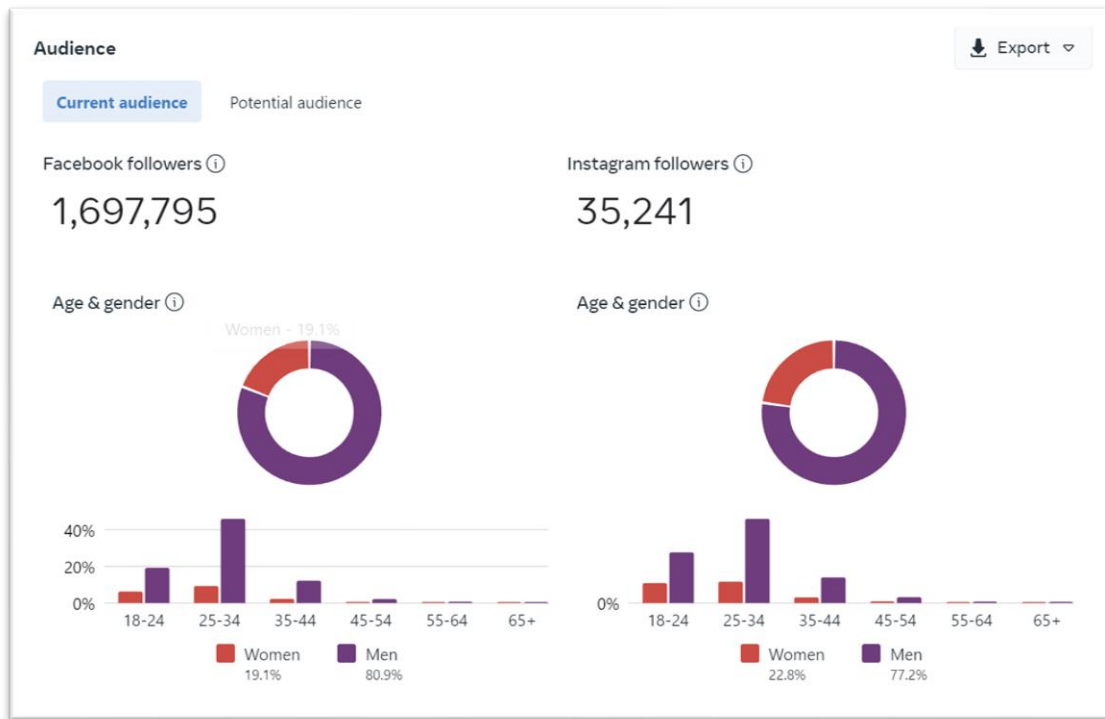 Audience
Export
Current audience
Potential audience
Facebook followers
1,697,795
Instagram followers
35,241
Age & gender
Women - 19.1%
Age & gender
40%
20%
0%
18-24 25-34 35-44 45-54 55-64 65+
Women
19.1%
Men
80.9%
0%
18-24 25-34 35-44 45-54 55-64 65+
Women
22.8%
Men
77.2%